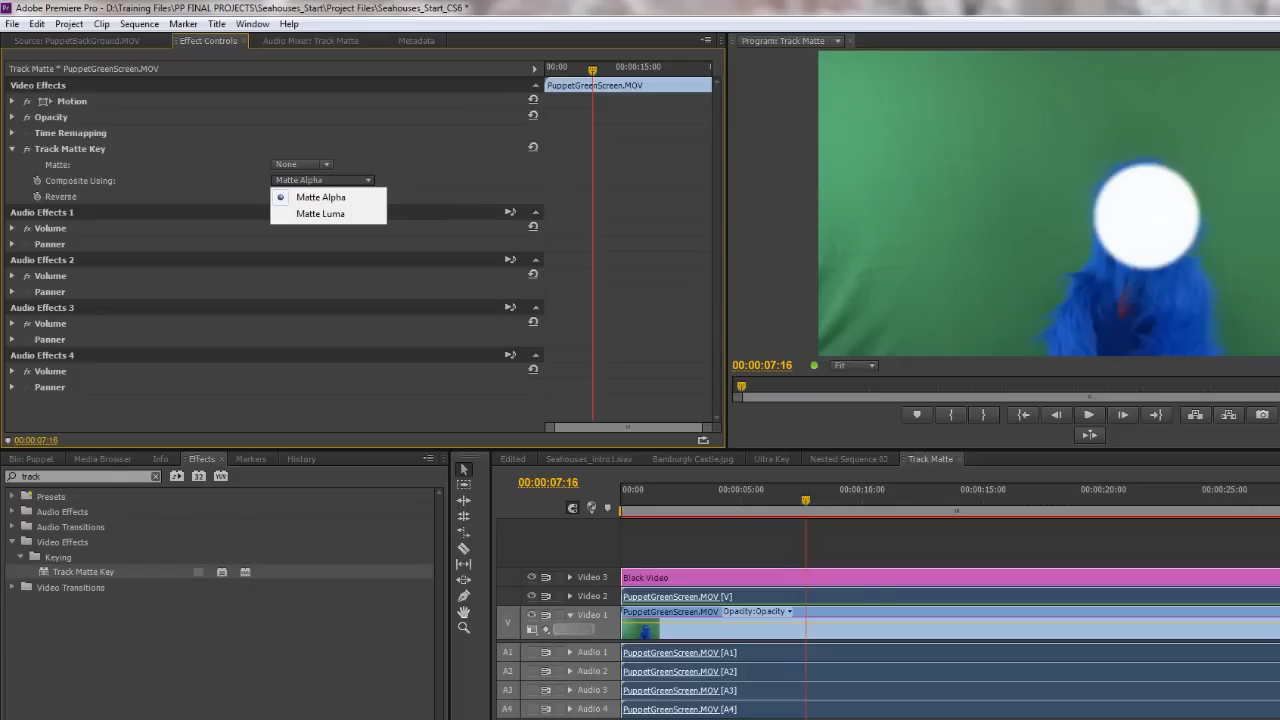 Adobe Premiere Pro - D:\Training Files\PP FINAL PROJECTS\Seahouses_Start\Project Files\Seahouses_Start_CS6 *
File Edit Project Clip Sequence Marker Title Window Help
Source: PuppetBackGround.MOV Effect Controls Audio Mixer: Track Matte Metadata
Program: Track Matte
Track Matte * PuppetGreenScreen.MOV
00:00 00:00:15:00
Video Effects
PuppetGreenScreen.MOV
fx Motion
fx Opacity
Time Remapping
fx Track Matte Key
Matte: None
Composite Using: Matte Alpha
Matte Alpha
Reverse
Matte Luma
Audio Effects 1
fx Volume
Panner
Audio Effects 2
fx Volume
Panner
Audio Effects 3
fx Volume
Panner
Audio Effects 4
fx Volume
Panner
00:00:07:16
00:00:07:16 Fit
Bin: Puppet Media Browser Info Effects Markers History
track
32 YUV
Presets
Audio Effects
Audio Transitions
Video Effects
Keying
Track Matte Key
Video Transitions
Edited Seahouses_Intro1.wav Bamburgh Castle.jpg Ultra Key Nested Sequence 02 Track Matte
00:00:07:16
00:00 00:00:05:00 00:00:10:00 00:00:15:00 00:00:20:00 00:00:25:00
Video 3 Black Video
Video 2 PuppetGreenScreen.MOV [V]
V Video 1 PuppetGreenScreen.MOV Opacity:Opacity
A1 Audio 1 PuppetGreenScreen.MOV [A1]
A2 Audio 2 PuppetGreenScreen.MOV [A2]
A3 Audio 3 PuppetGreenScreen.MOV [A3]
A4 Audio 4 PuppetGreenScreen.MOV [A4]